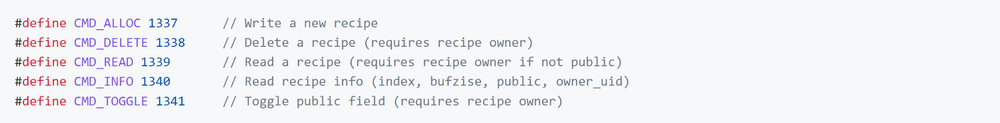 #define CMD_ALLOC 1337 // Write a new recipe
#define CMD_DELETE 1338 // Delete a recipe (requires recipe owner)
#define CMD_READ 1339 // Read a recipe (requires recipe owner if not public)
#define CMD_INFO 1340 // Read recipe info (index, bufzise, public, owner_uid)
#define CMD_TOGGLE 1341 // Toggle public field (requires recipe owner)